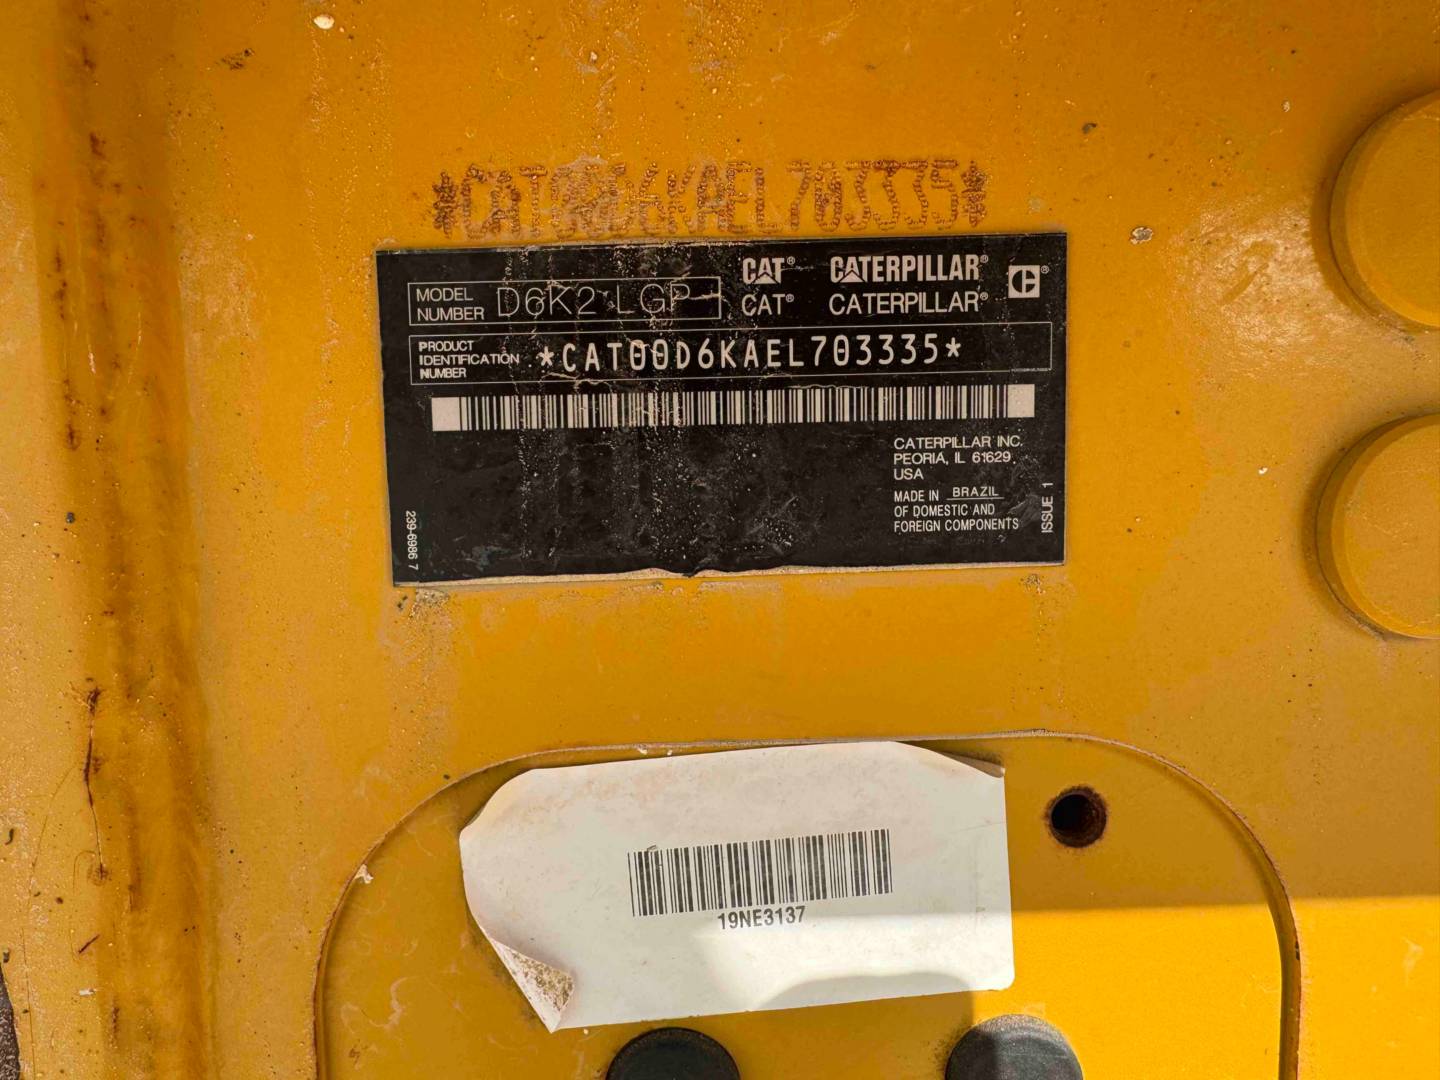 *CAT00D6KAEL703335*
MODEL NUMBER D6K2 LGP
CAT® CATERPILLAR®
CAT® CATERPILLAR®
PRODUCT IDENTIFICATION NUMBER *CAT00D6KAEL703335*
CATERPILLAR INC.
PEORIA, IL 61629,
USA
MADE IN BRAZIL
OF DOMESTIC AND
FOREIGN COMPONENTS
ISSUE 1
239-6986 7
19NE3137